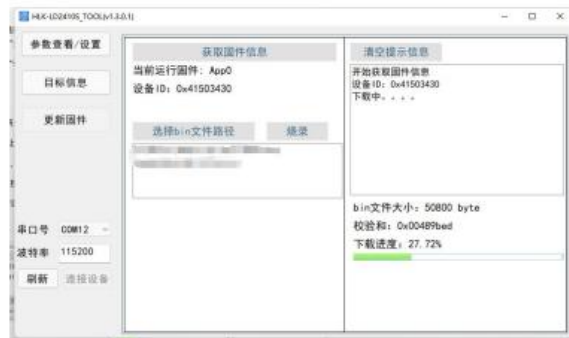 HLK-LD2410S_TOOL(v1.3.0.1)
参数查看/设置
目标信息
更新固件
串口号 COM12
波特率 115200
刷新 连接设备
获取固件信息
当前运行固件: App0
设备ID: 0x41503430
选择bin文件路径 烧录
清空提示信息
开始获取固件信息
设备ID: 0x41503430
下载中。。。。
bin文件大小: 50800 byte
校验和: 0x00489bed
下载进度: 27.72%